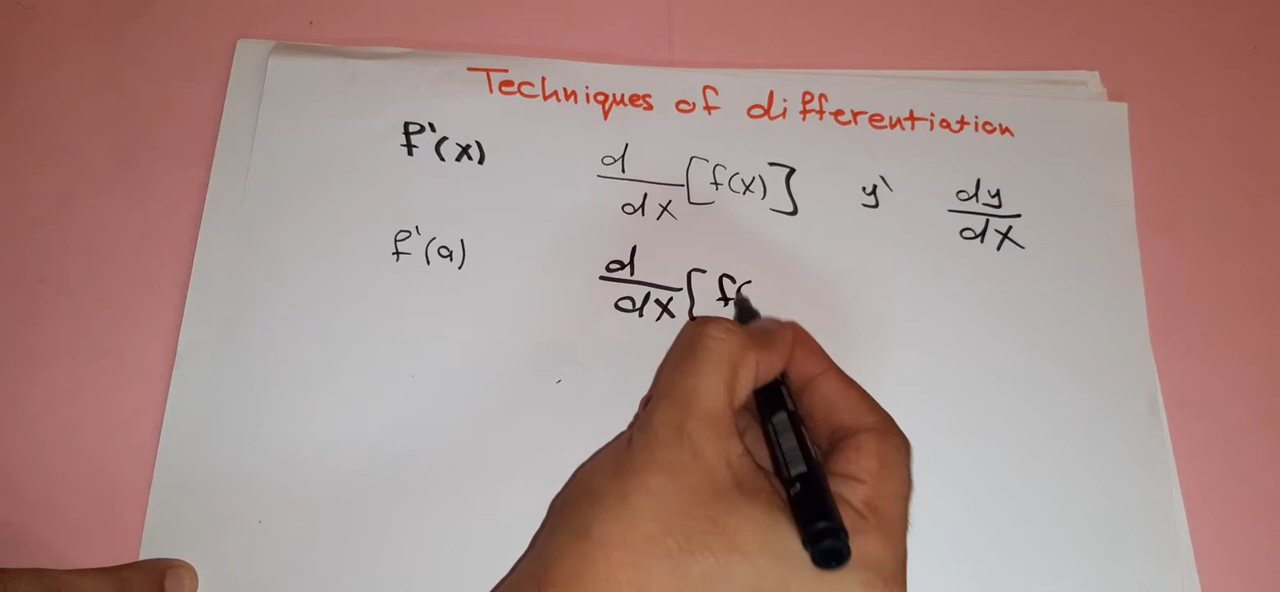 Techniques of differentiation
f'(x) d/dx [f(x)] y' dy/dx
f'(a) d/dx [f(